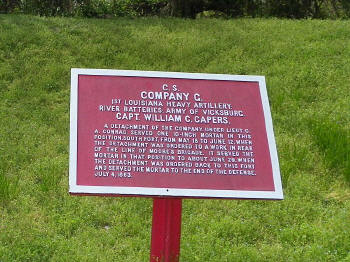 C.S.
COMPANY G.
1ST LOUISIANA HEAVY ARTILLERY.
RIVER BATTERIES: ARMY OF VICKSBURG.
CAPT. WILLIAM C. CAPERS.
A DETACHMENT OF THE COMPANY UNDER LIEUT. C.
A. CONRAD, SERVED ONE 10-INCH MORTAR IN THIS
POSITION, SOUTH FORT, FROM MAY 18 TO JUNE 12, WHEN
THE DETACHMENT WAS ORDERED TO A WORK IN REAR
OF THE LINE OF MOORE'S BRIGADE. IT SERVED THE
MORTAR IN THAT POSITION TO ABOUT JUNE 28, WHEN
THE DETACHMENT WAS ORDERED BACK TO THIS FORT
AND SERVED THE MORTAR TO THE END OF THE DEFENSE,
JULY 4, 1863.